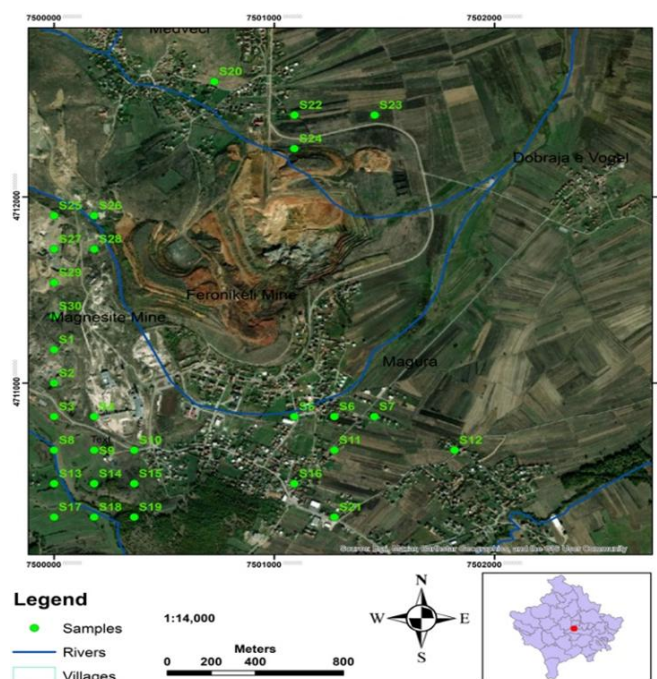 7500000 7501000 7502000
Medveci
S20
S22 S23
S24
Dobraja e Vogel
4712000
S25 S26
S27 S28
S29
Feronikeli Mine
S30
Magnesite Mine
S1
Magura
4711000
S2
S3 S6 S7
S8 S9 S10 S11 S12
S13 S14 S15 S16
S17 S18 S19 S21
7500000 7501000 7502000
Legend
Samples
Rivers
Villages
1:14,000
Meters
0 200 400 800
N
W E
S